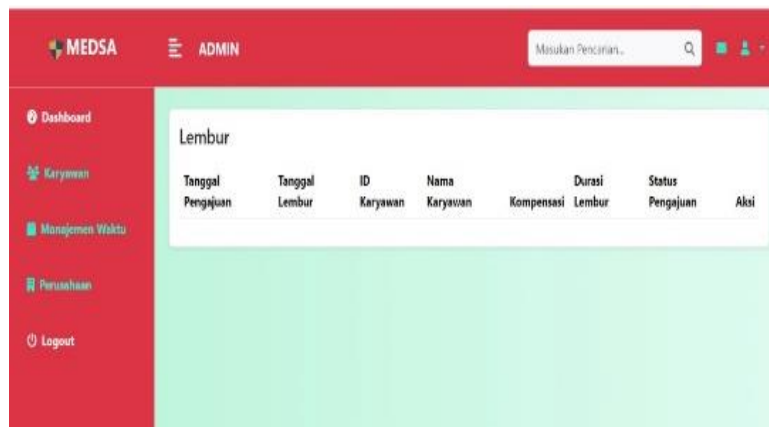 MEDSA
ADMIN
Masukan Pencarian...
Dashboard
Karyawan
Manajemen Waktu
Perusahaan
Logout
Lembur
Tanggal Tanggal ID Nama Durasi Status
Pengajuan Lembur Karyawan Karyawan Kompensasi Lembur Pengajuan Aksi